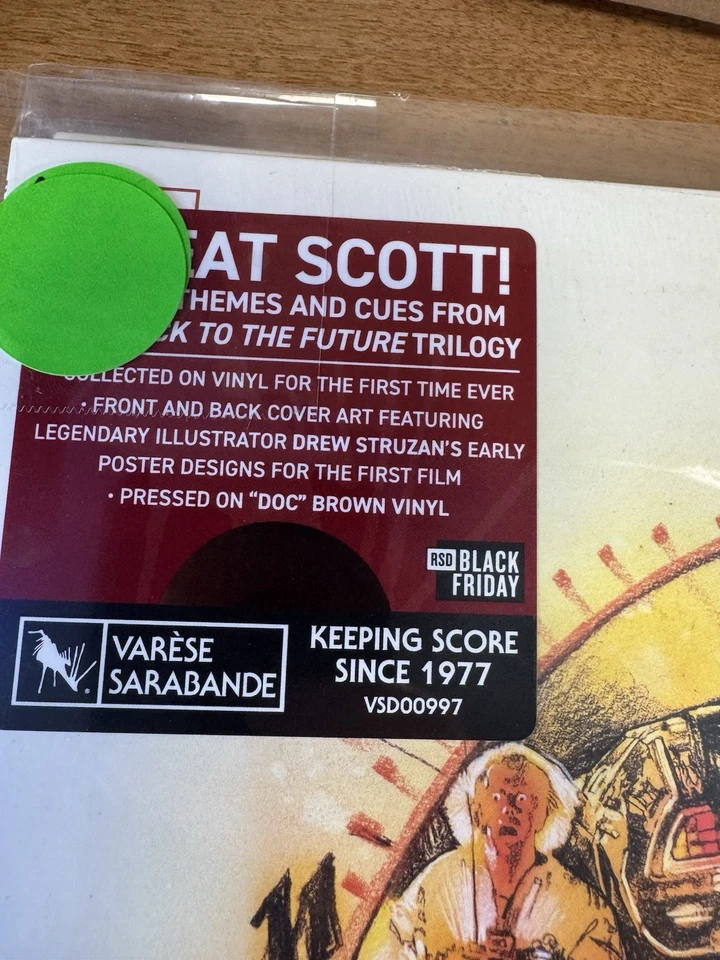 EAT SCOTT!
THEMES AND CUES FROM
CK TO THE FUTURE TRILOGY
COLLECTED ON VINYL FOR THE FIRST TIME EVER
• FRONT AND BACK COVER ART FEATURING
LEGENDARY ILLUSTRATOR DREW STRUZAN'S EARLY
POSTER DESIGNS FOR THE FIRST FILM
• PRESSED ON “DOC” BROWN VINYL
RSD BLACK
FRIDAY
VARÈSE
SARABANDE
KEEPING SCORE
SINCE 1977
VSD00997
11